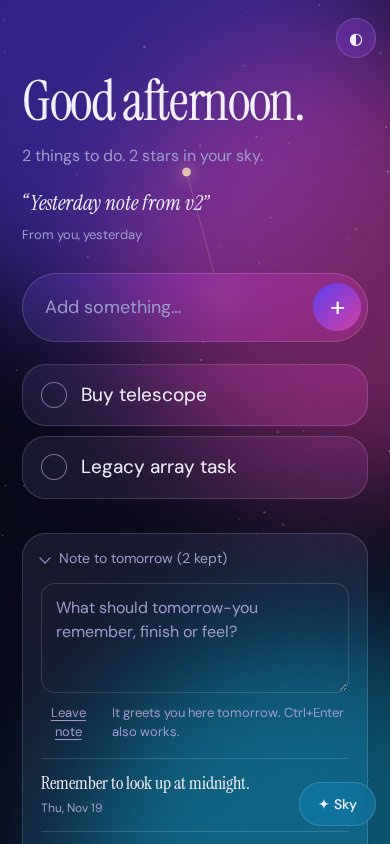 Good afternoon.
2 things to do. 2 stars in your sky.
“Yesterday note from v2”
From you, yesterday
Add something...
+
Buy telescope
Legacy array task
Note to tomorrow (2 kept)
What should tomorrow-you
remember, finish or feel?
Leave
note
It greets you here tomorrow. Ctrl+Enter
also works.
Remember to look up at midnight.
Thu, Nov 19
✦ Sky